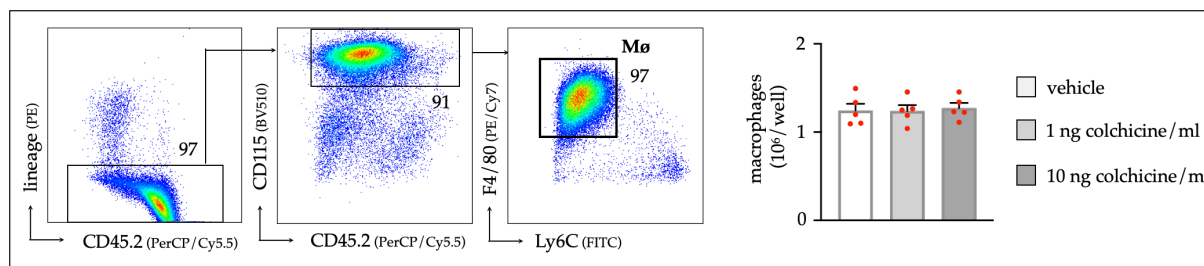 lineage (PE)
97
CD45.2 (PerCP/Cy5.5)
CD115 (BV510)
91
CD45.2 (PerCP/Cy5.5)
F4/80 (PE/Cy7)
Mø
97
Ly6C (FITC)
macrophages
(10⁶/well)
2
1
0
vehicle
1 ng colchicine/ml
10 ng colchicine/m